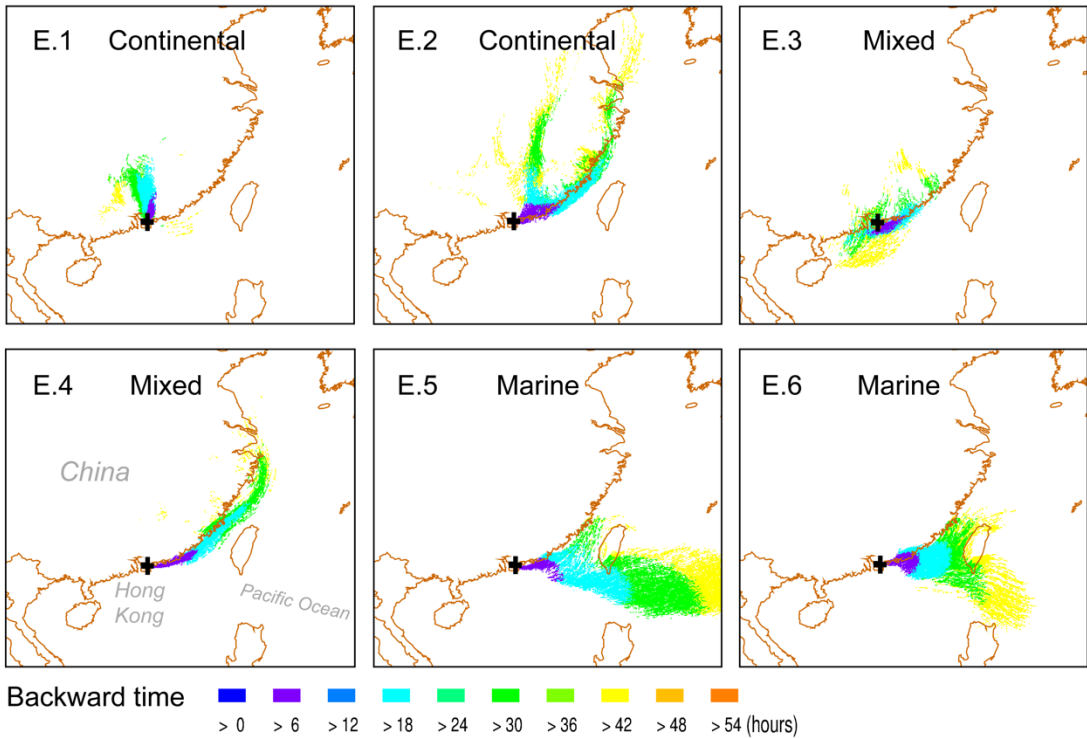 E.1 Continental
E.2 Continental
E.3 Mixed
E.4 Mixed
China
Hong
Kong
Pacific Ocean
E.5 Marine
E.6 Marine
Backward time
> 0 > 6 > 12 > 18 > 24 > 30 > 36 > 42 > 48 > 54 (hours)